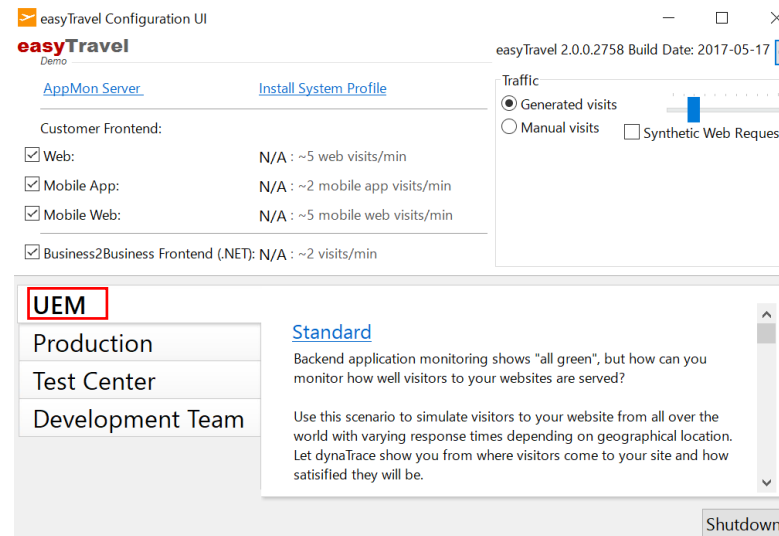 easyTravel Configuration UI
easyTravel
Demo
easyTravel 2.0.0.2758 Build Date: 2017-05-17
AppMon Server
Install System Profile
Traffic
Generated visits
Manual visits
Synthetic Web Reques
Customer Frontend:
Web:
N/A : ~5 web visits/min
Mobile App:
N/A : ~2 mobile app visits/min
Mobile Web:
N/A : ~5 mobile web visits/min
Business2Business Frontend (.NET): N/A : ~2 visits/min
UEM
Production
Test Center
Development Team
Standard
Backend application monitoring shows "all green", but how can you
monitor how well visitors to your websites are served?
Use this scenario to simulate visitors to your website from all over the
world with varying response times depending on geographical location.
Let dynaTrace show you from where visitors come to your site and how
satisified they will be.
Shutdown